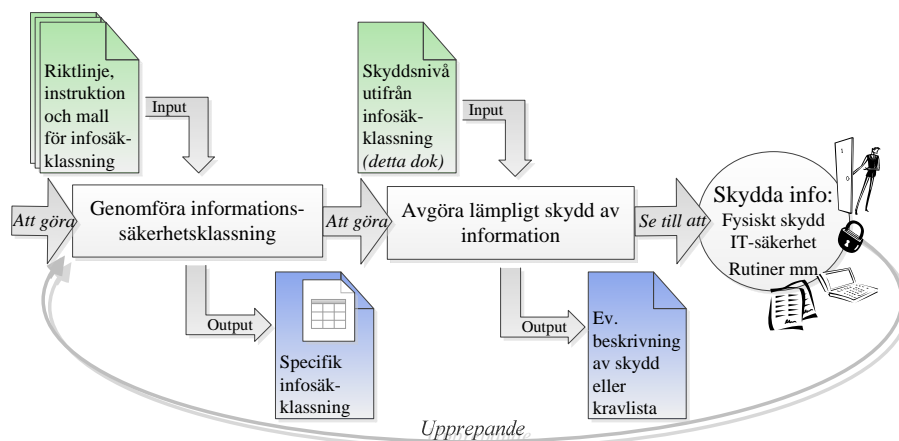 Riktlinje,
instruktion
och mall
för infosäk-
klassning
Input
Skyddsnivå
utifrån
infosäk-
klassning
(detta dok)
Input
Att göra
Genomföra informations-
säkerhetsklassning
Att göra
Avgöra lämpligt skydd av
information
Se till att
Skydda info:
Fysiskt skydd
IT-säkerhet
Rutiner mm
Output
Specifik
infosäk-
klassning
Output
Ev.
beskrivning
av skydd
eller
kravlista
Upprepande